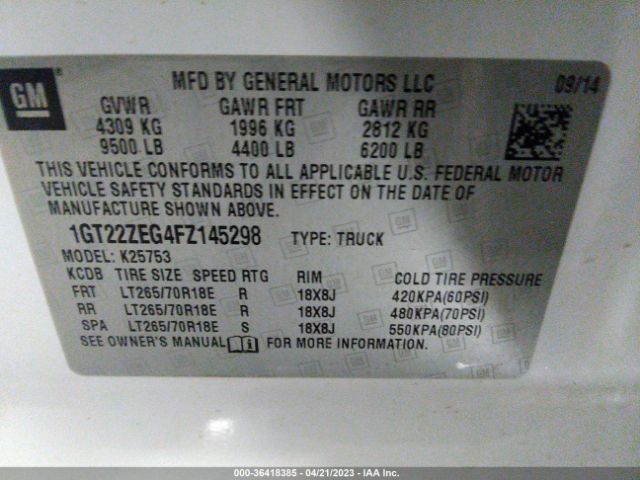 GM
MFD BY GENERAL MOTORS LLC 09/14
GVWR GAWR FRT GAWR RR
4309 KG 1996 KG 2812 KG
9500 LB 4400 LB 6200 LB
THIS VEHICLE CONFORMS TO ALL APPLICABLE U.S. FEDERAL MOTOR
VEHICLE SAFETY STANDARDS IN EFFECT ON THE DATE OF
MANUFACTURE SHOWN ABOVE.
1GT22ZEG4FZ145298 TYPE: TRUCK
MODEL: K25753
KCDB TIRE SIZE SPEED RTG RIM COLD TIRE PRESSURE
FRT LT265/70R18E R 18X8J 420KPA(60PSI)
RR LT265/70R18E R 18X8J 480KPA(70PSI)
SPA LT265/70R18E S 18X8J 550KPA(80PSI)
SEE OWNER'S MANUAL FOR MORE INFORMATION.
000-36418385 - 04/21/2023 - IAA Inc.